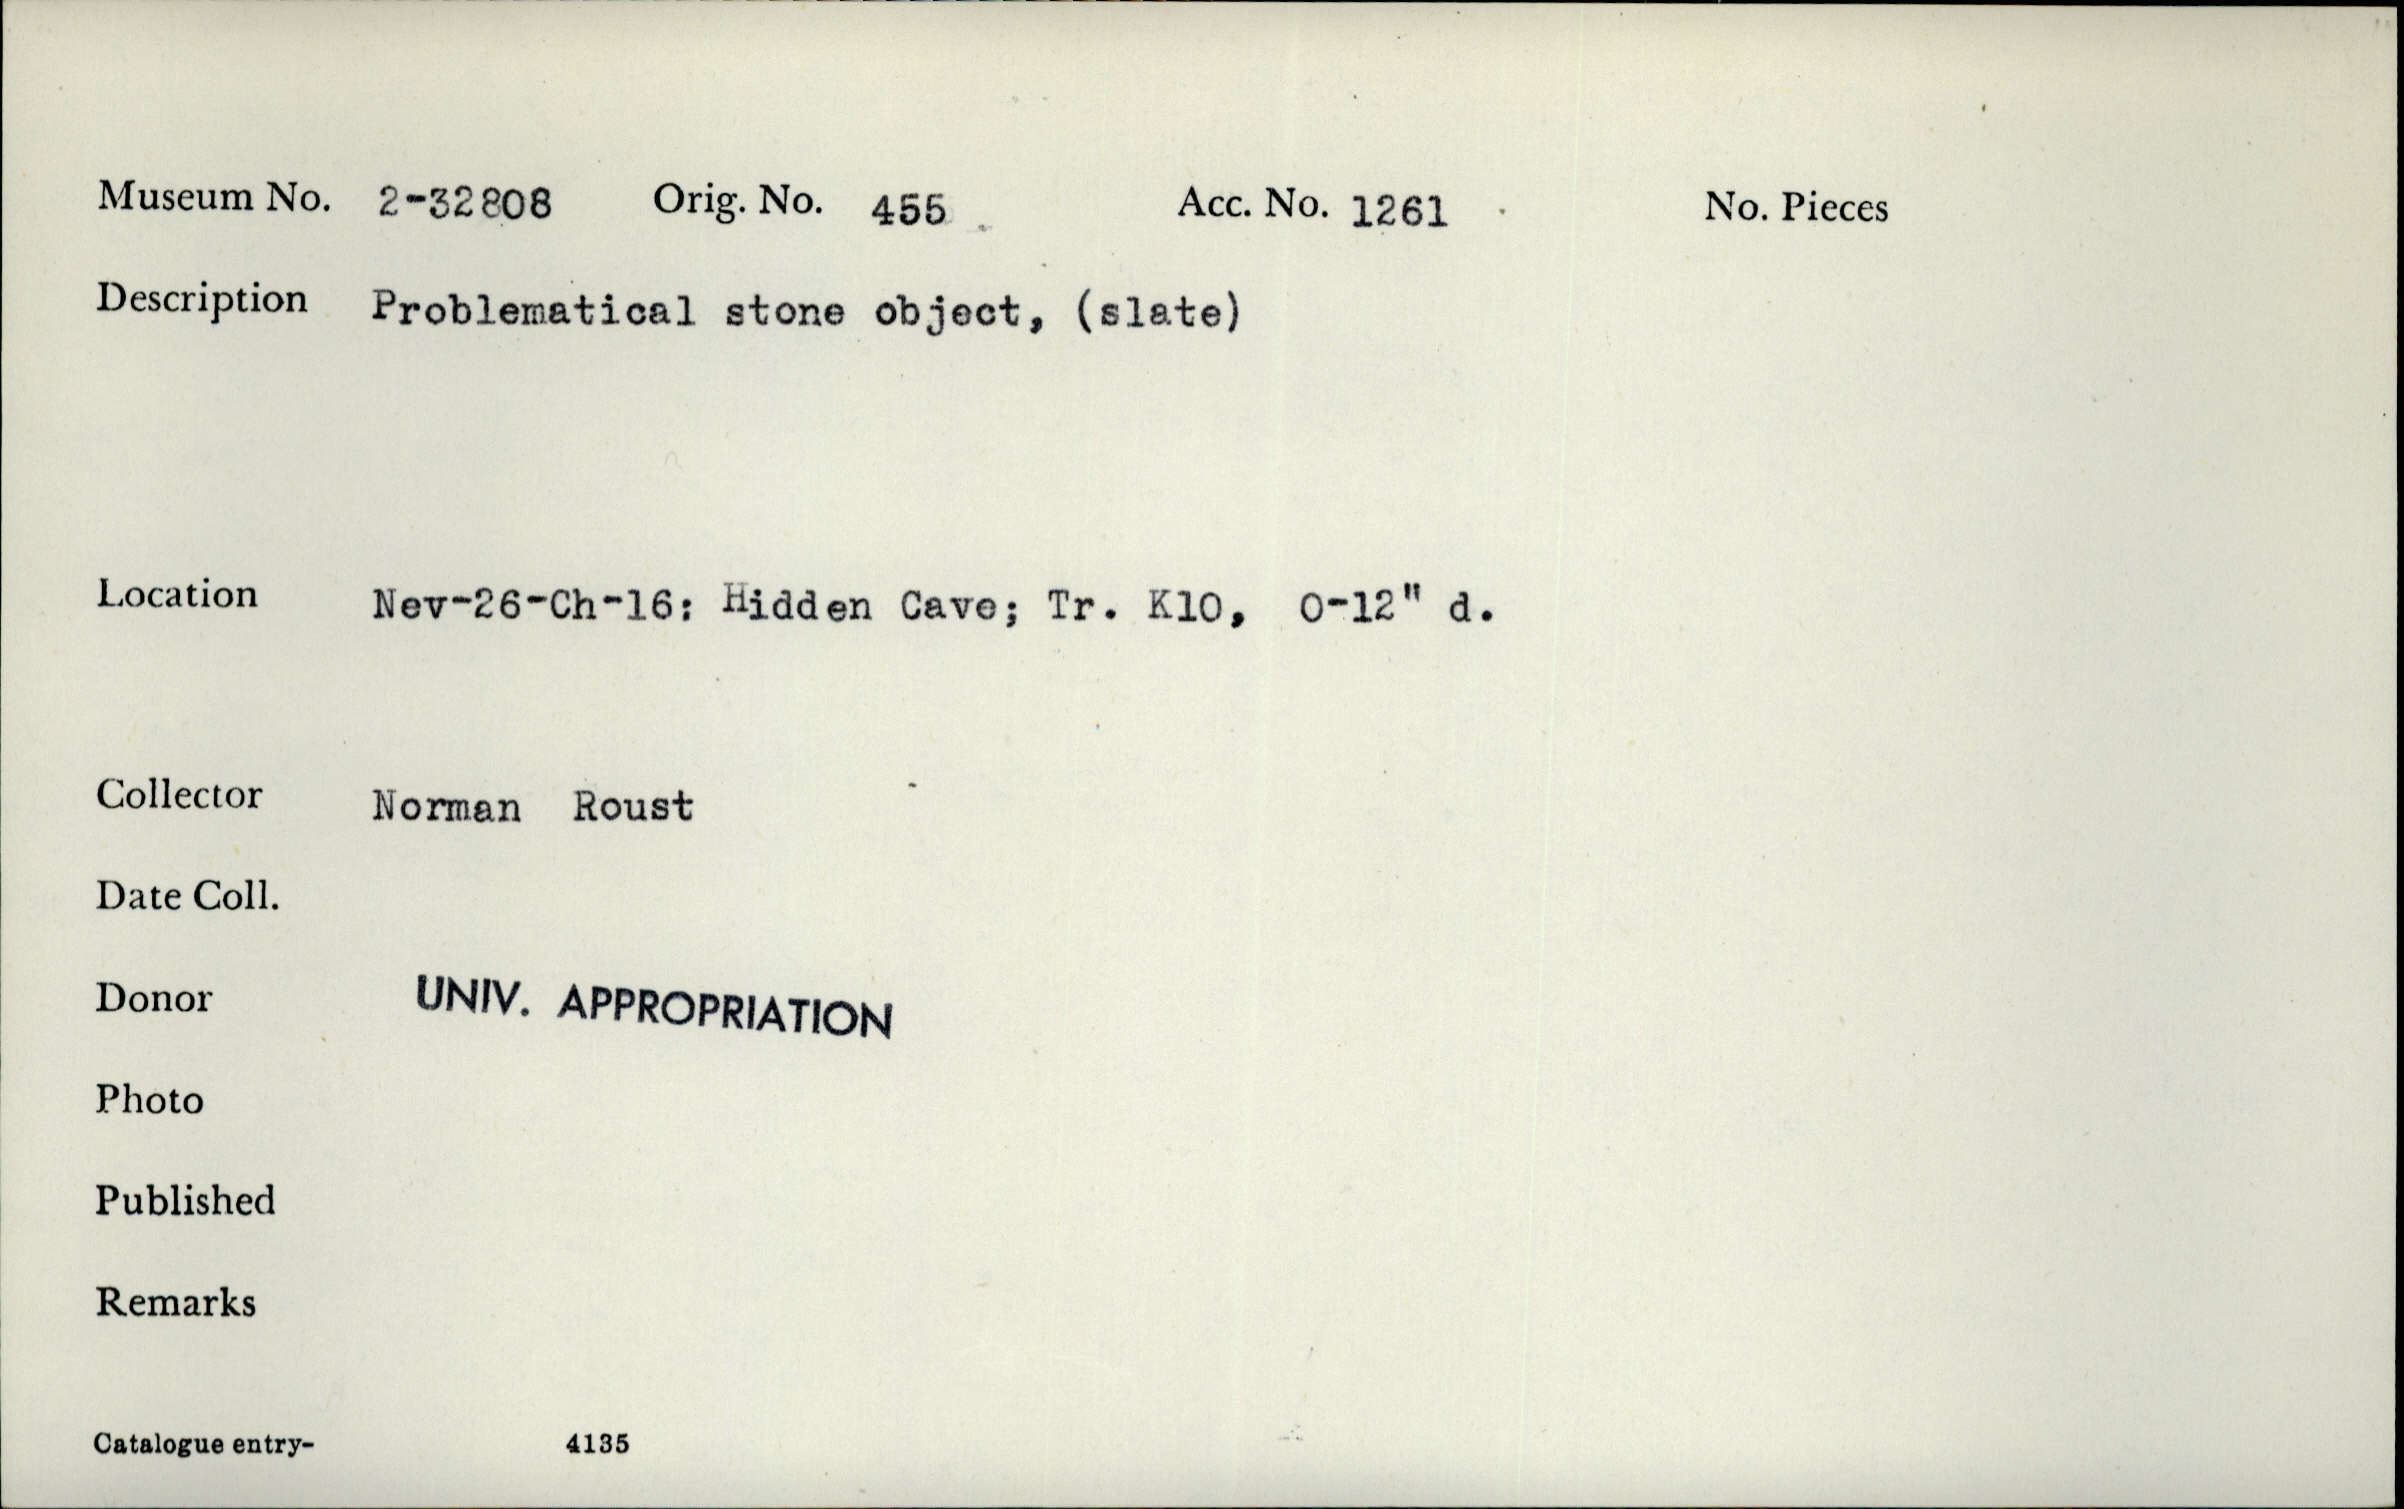 Museum No. 2-32808 Orig. No. 455 Acc. No. 1261 No. Pieces
Description Problematical stone object, (slate)
Location Nev-26-Ch-16: Hidden Cave; Tr. K10, 0-12" d.
Collector Norman Roust
Date Coll.
Donor UNIV. APPROPRIATION
Photo
Published
Remarks
Catalogue entry- 4135